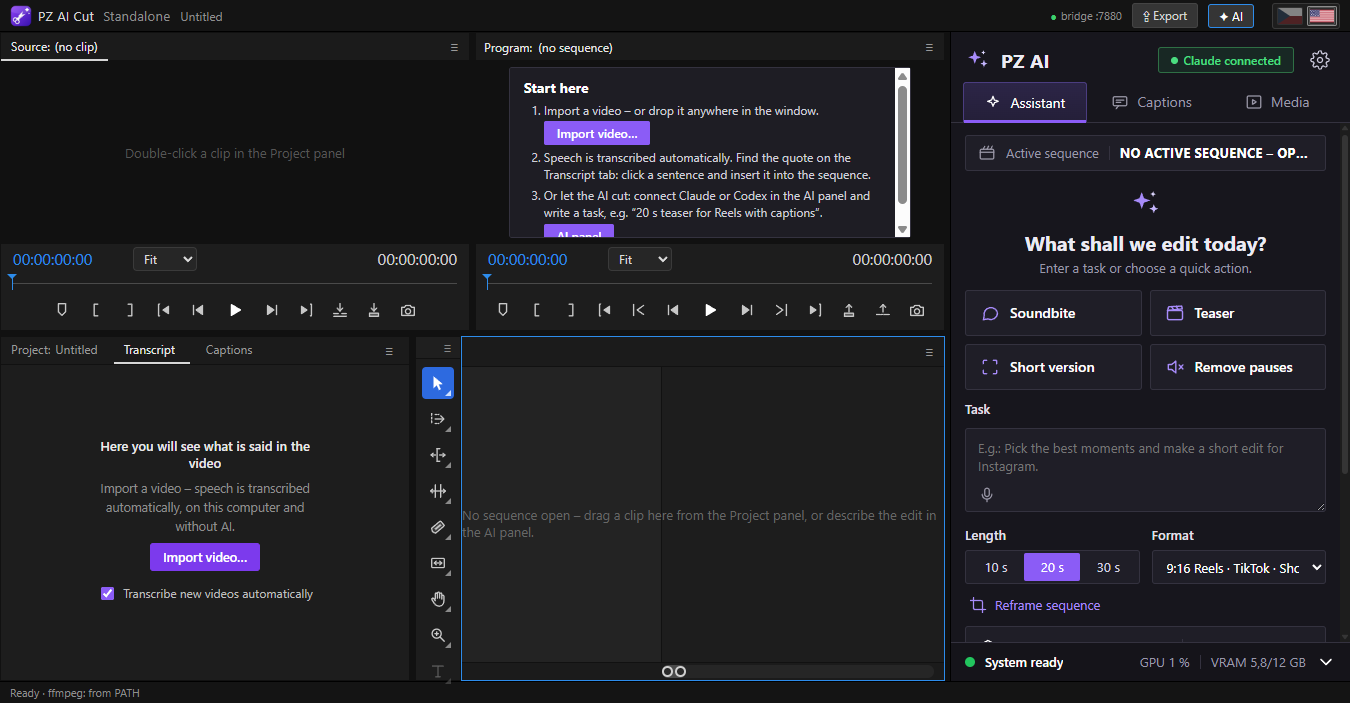 PZ AI Cut Standalone Untitled
bridge :7880
Export
AI
Source: (no clip)
Double-click a clip in the Project panel
00:00:00:00
Fit
00:00:00:00
Program: (no sequence)
Start here
1. Import a video – or drop it anywhere in the window.
Import video...
2. Speech is transcribed automatically. Find the quote on the
Transcript tab: click a sentence and insert it into the sequence.
3. Or let the AI cut: connect Claude or Codex in the AI panel and
write a task, e.g. “20 s teaser for Reels with captions”.
AI panel
00:00:00:00
Fit
00:00:00:00
Project: Untitled
Transcript
Captions
Here you will see what is said in the
video
Import a video – speech is transcribed
automatically, on this computer and
without AI.
Import video...
Transcribe new videos automatically
No sequence open – drag a clip here from the Project panel, or describe the edit in
the AI panel.
PZ AI
Claude connected
Assistant
Captions
Media
Active sequence
NO ACTIVE SEQUENCE – OP...
What shall we edit today?
Enter a task or choose a quick action.
Soundbite
Teaser
Short version
Remove pauses
Task
E.g.: Pick the best moments and make a short edit for
Instagram.
Length
10 s
20 s
30 s
Format
9:16 Reels · TikTok · Shc
Reframe sequence
System ready
GPU 1 %
VRAM 5,8/12 GB
Ready · ffmpeg: from PATH